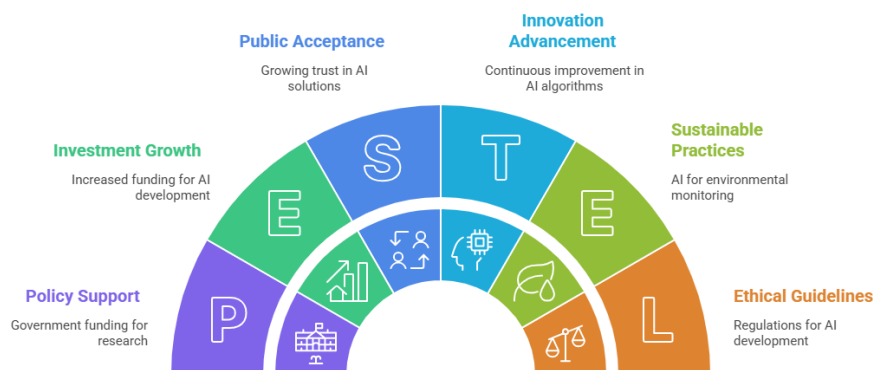 Innovation
Advancement
Continuous improvement in
AI algorithms
Public Acceptance
Growing trust in AI
solutions
Sustainable
Practices
AI for environmental
monitoring
Investment Growth
Increased funding for AI
development
Policy Support
Government funding for
research
Ethical Guidelines
Regulations for AI
development
P
E
S
T
E
L